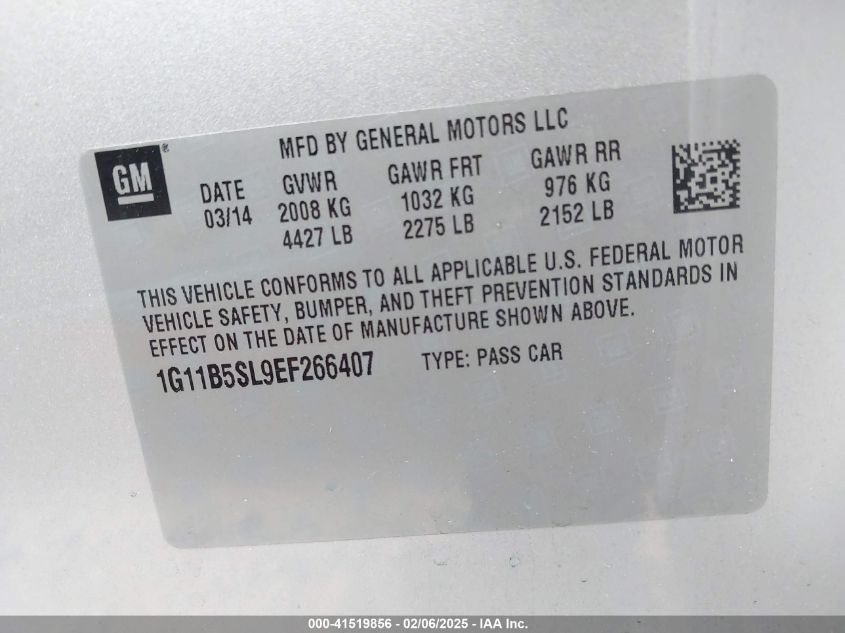 MFD BY GENERAL MOTORS LLC
GM®
DATE GVWR GAWR FRT GAWR RR
03/14 2008 KG 1032 KG 976 KG
4427 LB 2275 LB 2152 LB
THIS VEHICLE CONFORMS TO ALL APPLICABLE U.S. FEDERAL MOTOR
VEHICLE SAFETY, BUMPER, AND THEFT PREVENTION STANDARDS IN
EFFECT ON THE DATE OF MANUFACTURE SHOWN ABOVE.
1G11B5SL9EF266407 TYPE: PASS CAR
000-41519856 - 02/06/2025 - IAA Inc.